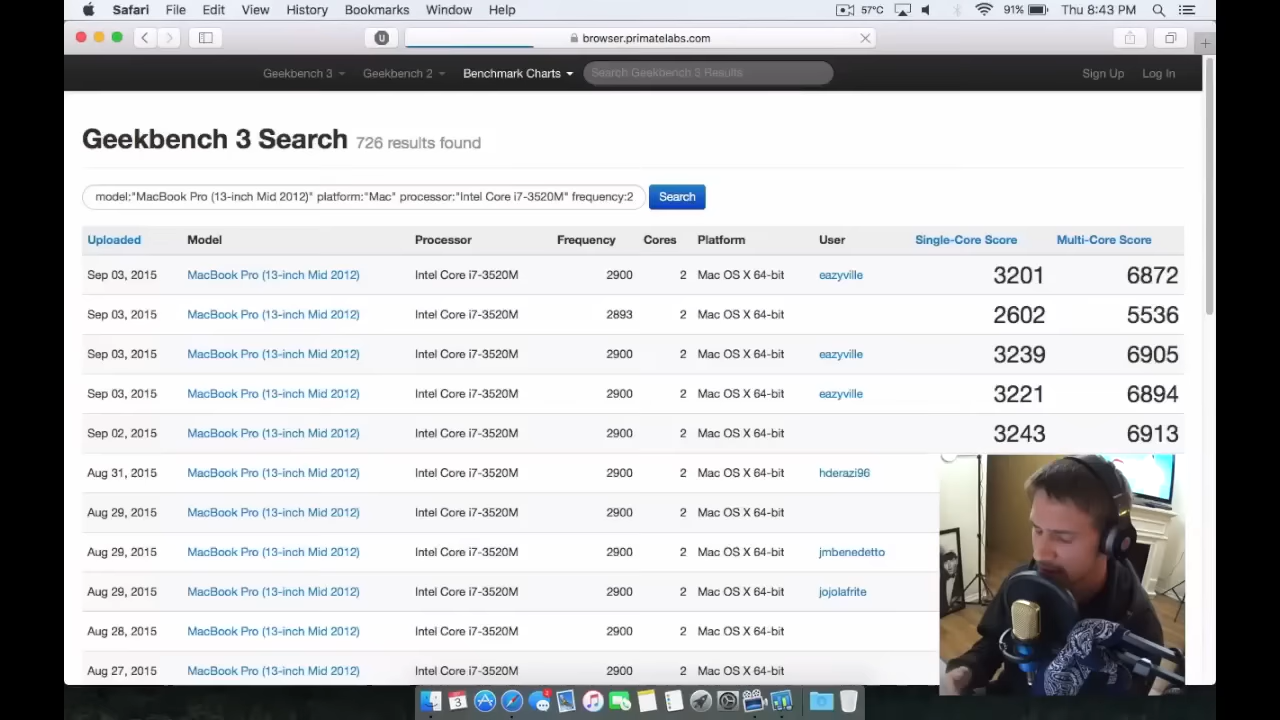 Safari File Edit View History Bookmarks Window Help 57°C 91% Thu 8:43 PM
browser.primatelabs.com
Geekbench 3 Geekbench 2 Benchmark Charts Search Geekbench 3 Results Sign Up Log In
Geekbench 3 Search 726 results found
model:"MacBook Pro (13-inch Mid 2012)" platform:"Mac" processor:"Intel Core i7-3520M" frequency:2 Search
Uploaded Model Processor Frequency Cores Platform User Single-Core Score Multi-Core Score
Sep 03, 2015 MacBook Pro (13-inch Mid 2012) Intel Core i7-3520M 2900 2 Mac OS X 64-bit eazyville 3201 6872
Sep 03, 2015 MacBook Pro (13-inch Mid 2012) Intel Core i7-3520M 2893 2 Mac OS X 64-bit 2602 5536
Sep 03, 2015 MacBook Pro (13-inch Mid 2012) Intel Core i7-3520M 2900 2 Mac OS X 64-bit eazyville 3239 6905
Sep 03, 2015 MacBook Pro (13-inch Mid 2012) Intel Core i7-3520M 2900 2 Mac OS X 64-bit eazyville 3221 6894
Sep 02, 2015 MacBook Pro (13-inch Mid 2012) Intel Core i7-3520M 2900 2 Mac OS X 64-bit 3243 6913
Aug 31, 2015 MacBook Pro (13-inch Mid 2012) Intel Core i7-3520M 2900 2 Mac OS X 64-bit hderazi96
Aug 29, 2015 MacBook Pro (13-inch Mid 2012) Intel Core i7-3520M 2900 2 Mac OS X 64-bit
Aug 29, 2015 MacBook Pro (13-inch Mid 2012) Intel Core i7-3520M 2900 2 Mac OS X 64-bit jmbenedetto
Aug 29, 2015 MacBook Pro (13-inch Mid 2012) Intel Core i7-3520M 2900 2 Mac OS X 64-bit jojolafrite
Aug 28, 2015 MacBook Pro (13-inch Mid 2012) Intel Core i7-3520M 2900 2 Mac OS X 64-bit
Aug 27, 2015 MacBook Pro (13-inch Mid 2012) Intel Core i7-3520M 2900 2 Mac OS X 64-bit
3